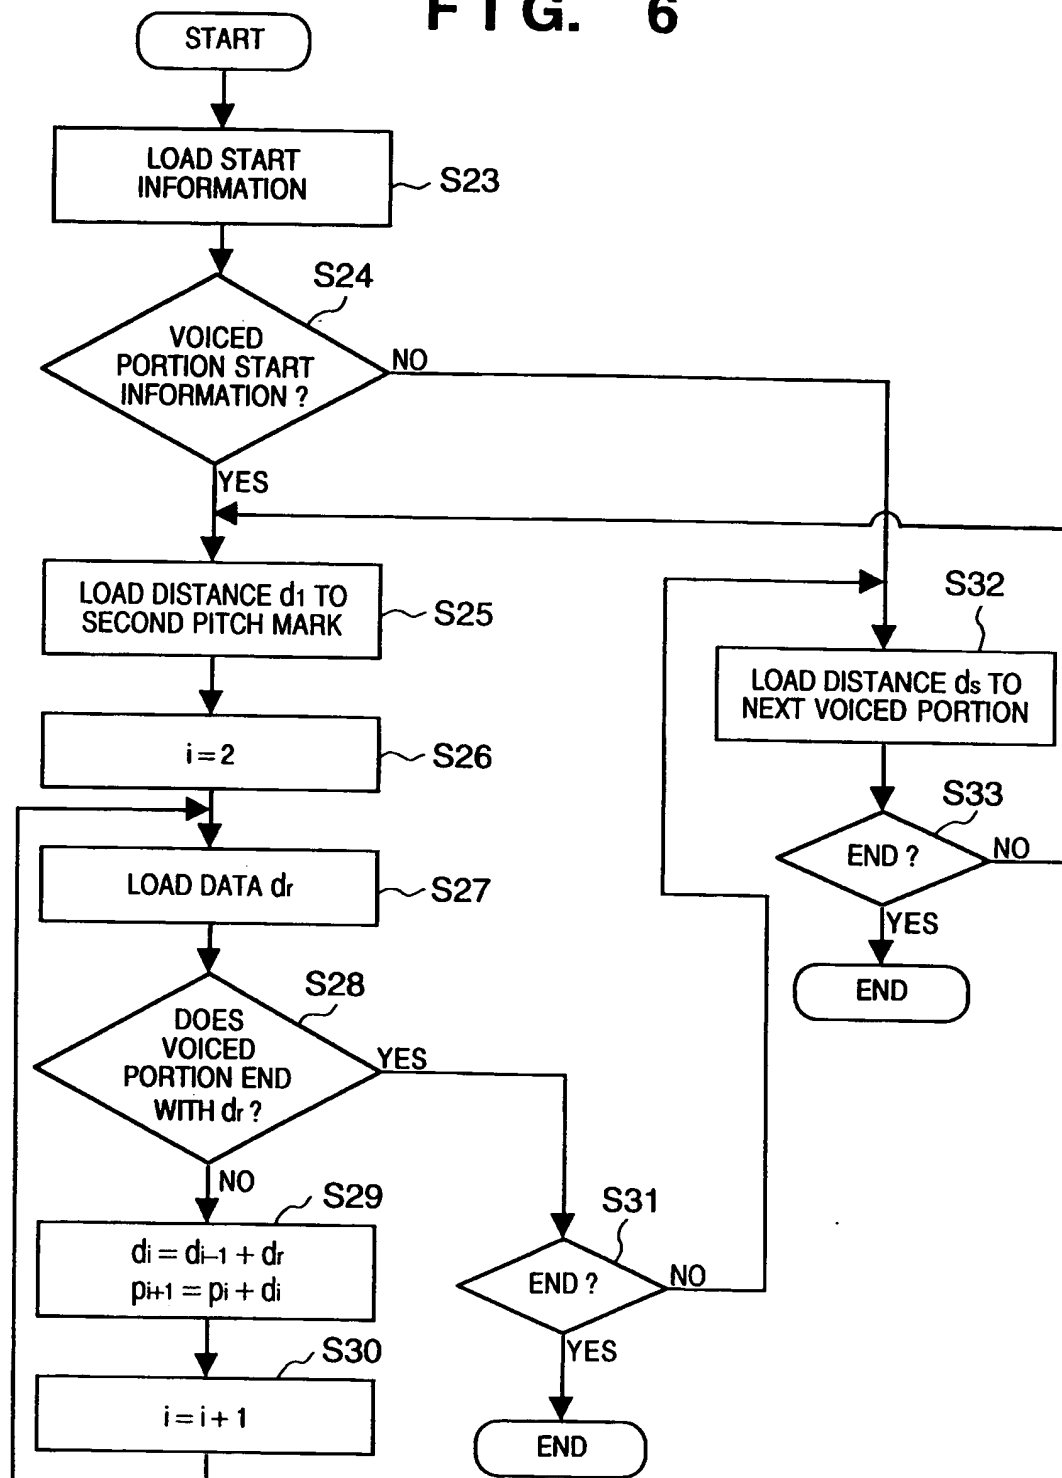 FIG. 6
START
LOAD START
INFORMATION
S23
S24
VOICED
PORTION START
INFORMATION ?
NO
YES
LOAD DISTANCE d1 TO
SECOND PITCH MARK
S25
i = 2
S26
LOAD DATA dr
S27
S28
DOES
VOICED
PORTION END
WITH dr ?
YES
NO
S29
di = di–1 + dr
pi+1 = pi + di
S30
i = i + 1
S31
END ?
NO
YES
END
S32
LOAD DISTANCE ds TO
NEXT VOICED PORTION
S33
END ?
NO
YES
END